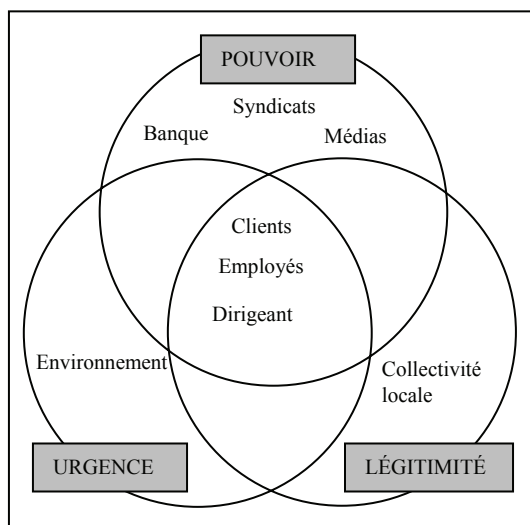 POUVOIR
Syndicats
Banque
Médias
Clients
Employés
Dirigeant
Environnement
Collectivité
locale
URGENCE
LÉGITIMITÉ